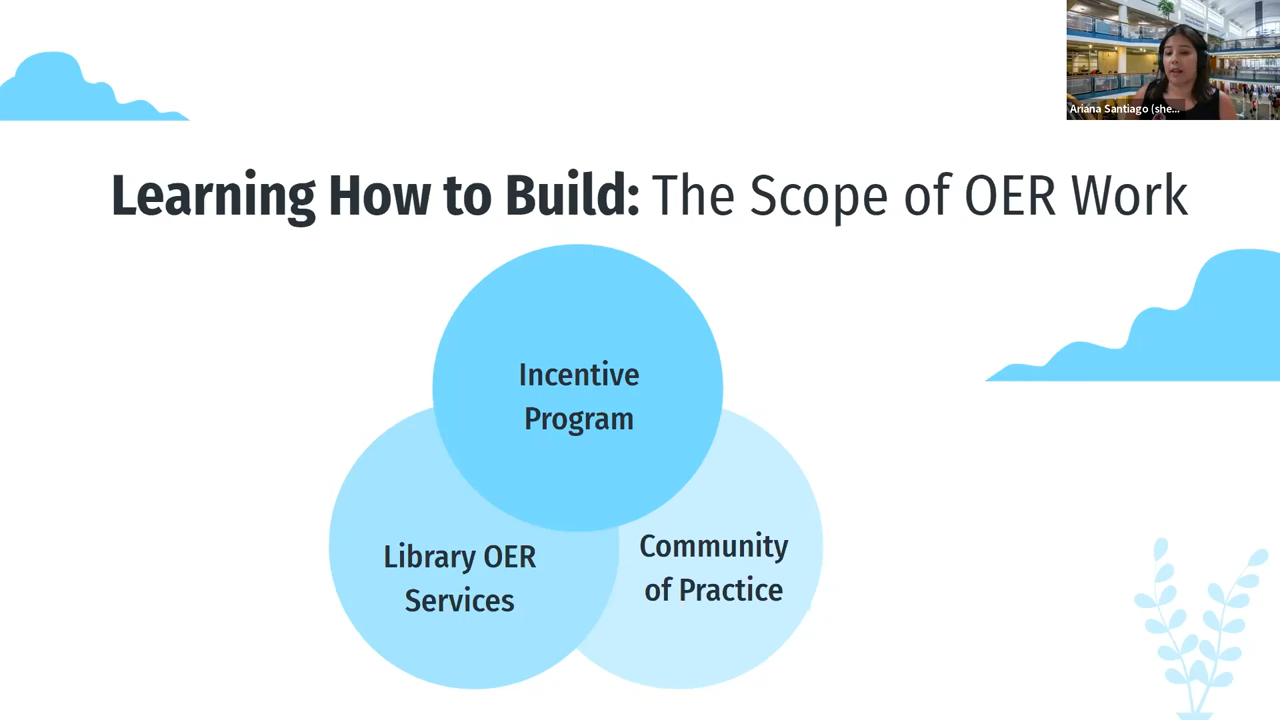 Ariana Santiago (she...
Learning How to Build: The Scope of OER Work
Incentive
Program
Library OER
Services
Community
of Practice